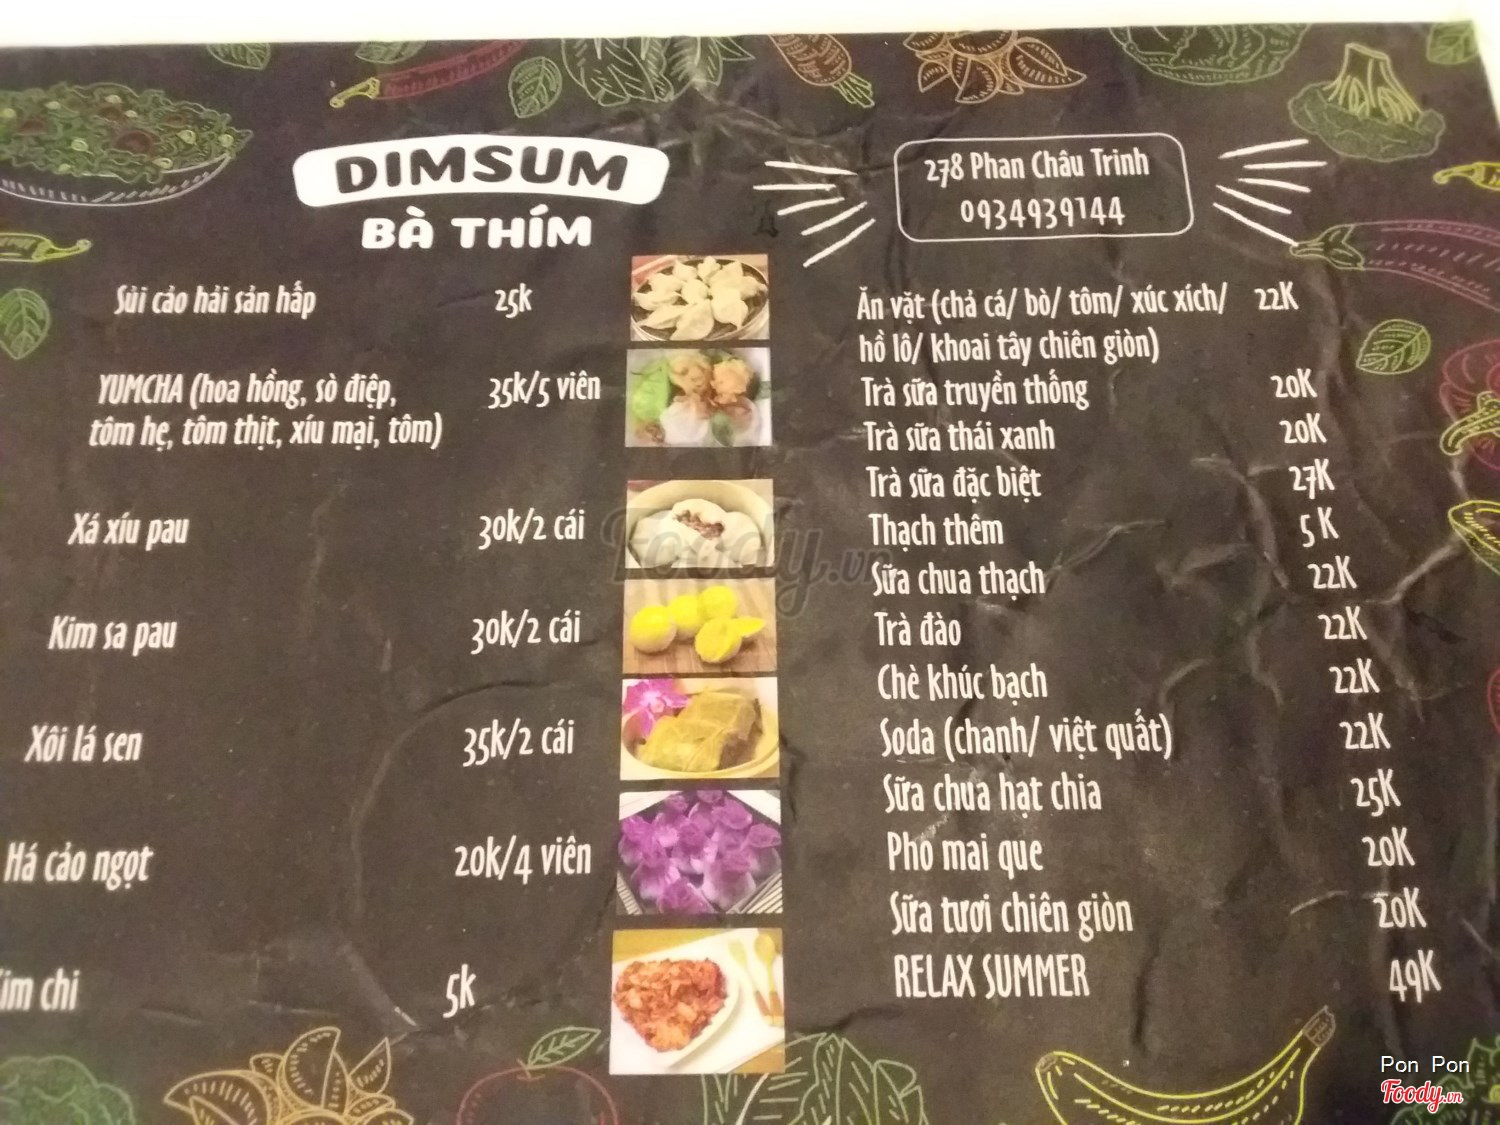 DIMSUM
BÀ THÍM
278 Phan Châu Trinh
0934939144
Sủi cảo hải sản hấp 25k
YUMCHA (hoa hồng, sò điệp, 35k/5 viên
tôm hẹ, tôm thịt, xíu mại, tôm)
Xá xíu pau 30k/2 cái
Kim sa pau 30k/2 cái
Xôi lá sen 35k/2 cái
Há cảo ngọt 20k/4 viên
im chi 5k
Ăn vặt (chả cá/ bò/ tôm/ xúc xích/ 22K
hồ lô/ khoai tây chiên giòn)
Trà sữa truyền thống 20K
Trà sữa thái xanh 20K
Trà sữa đặc biệt 27K
Thạch thêm 5K
Sữa chua thạch 22K
Trà đào 22K
Chè khúc bạch 22K
Soda (chanh/ việt quất) 22K
Sữa chua hạt chia 25K
Pho mai que 20K
Sữa tươi chiên giòn 20K
RELAX SUMMER 49K
Foody.vn
Pon Pon
Foody.vn